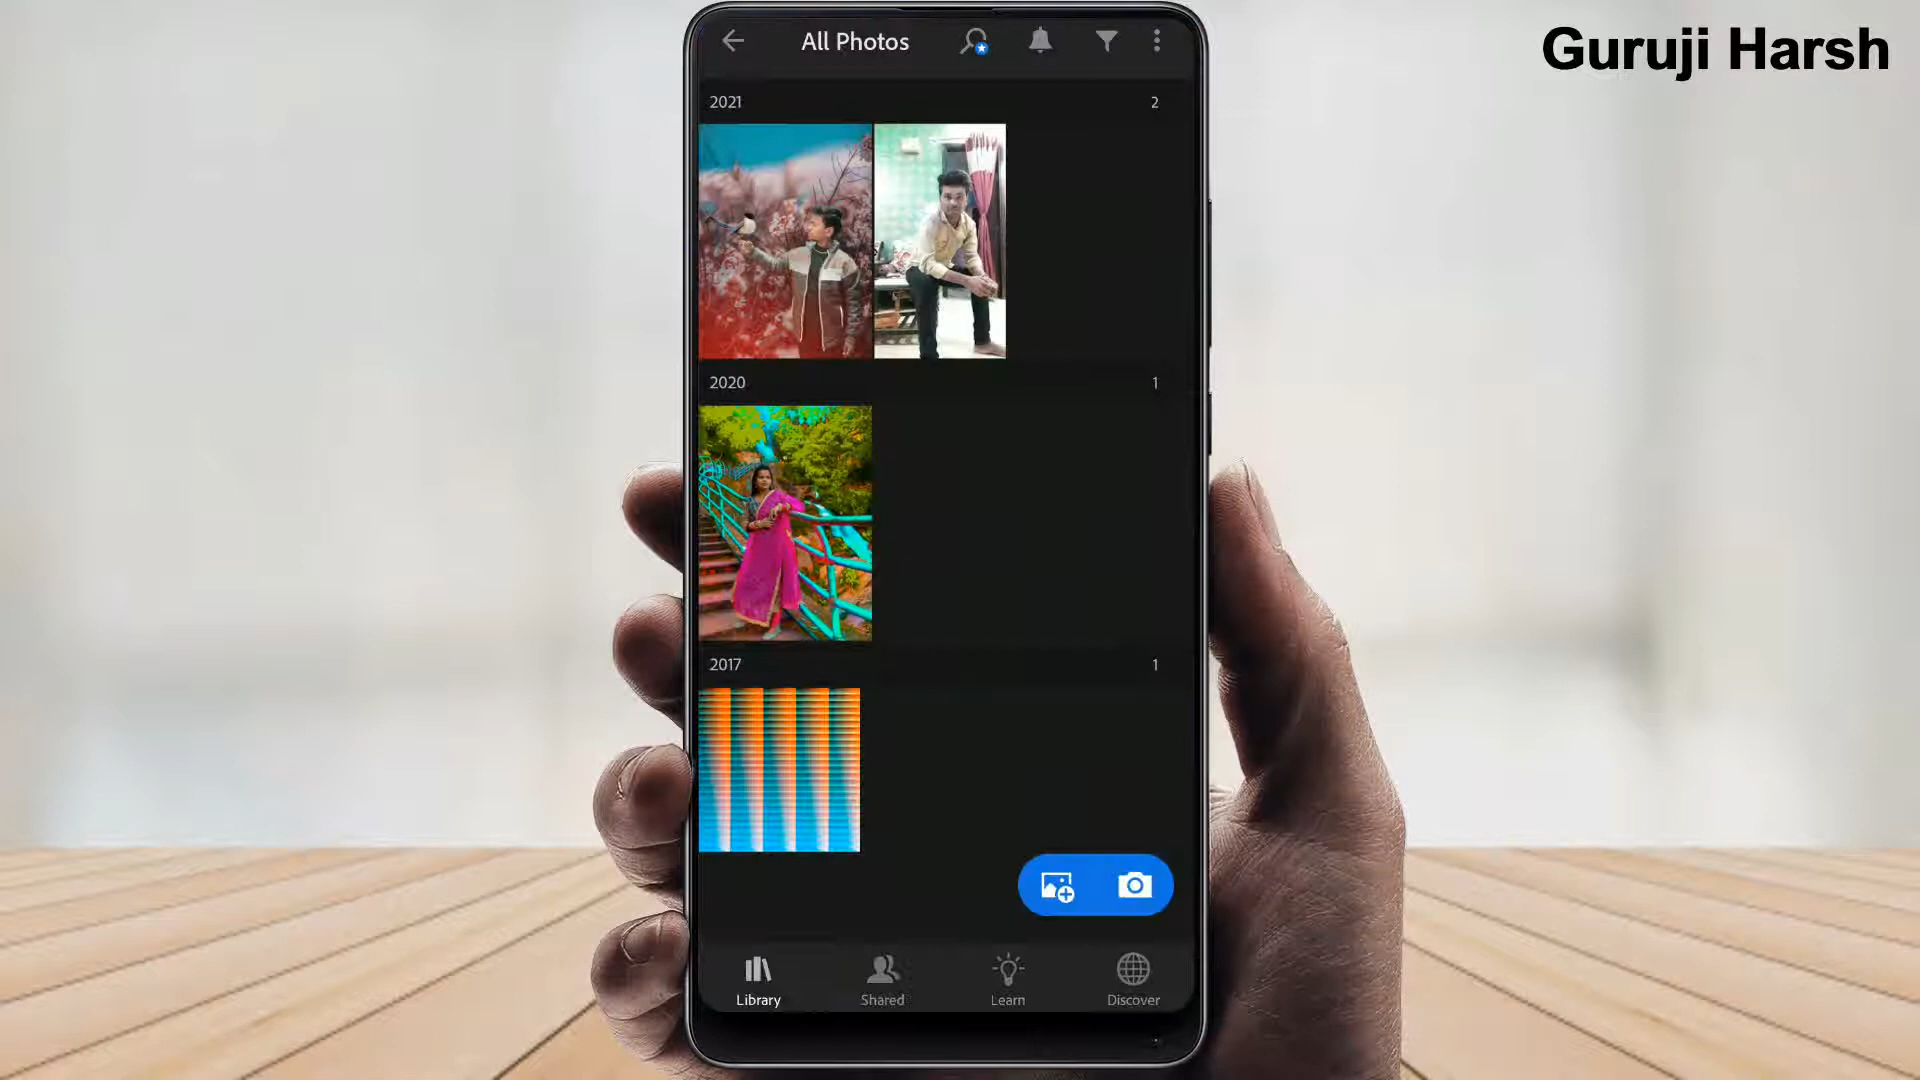 Guruji Harsh
All Photos
2021 2
2020 1
2017 1
Library Shared Learn Discover